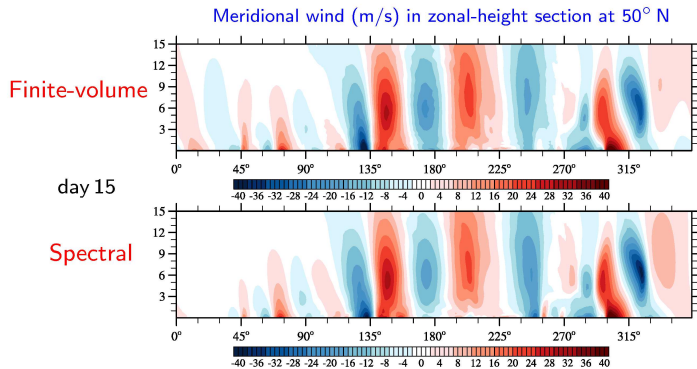 Meridional wind (m/s) in zonal-height section at 50° N
15
12
Finite-volume
9
6
3
0° 45° 90° 135° 180° 225° 270° 315°
day 15
-40 -36 -32 -28 -24 -20 -16 -12 -8 -4 0 4 8 12 16 20 24 28 32 36 40
15
12
Spectral
9
6
3
0° 45° 90° 135° 180° 225° 270° 315°
-40 -36 -32 -28 -24 -20 -16 -12 -8 -4 0 4 8 12 16 20 24 28 32 36 40